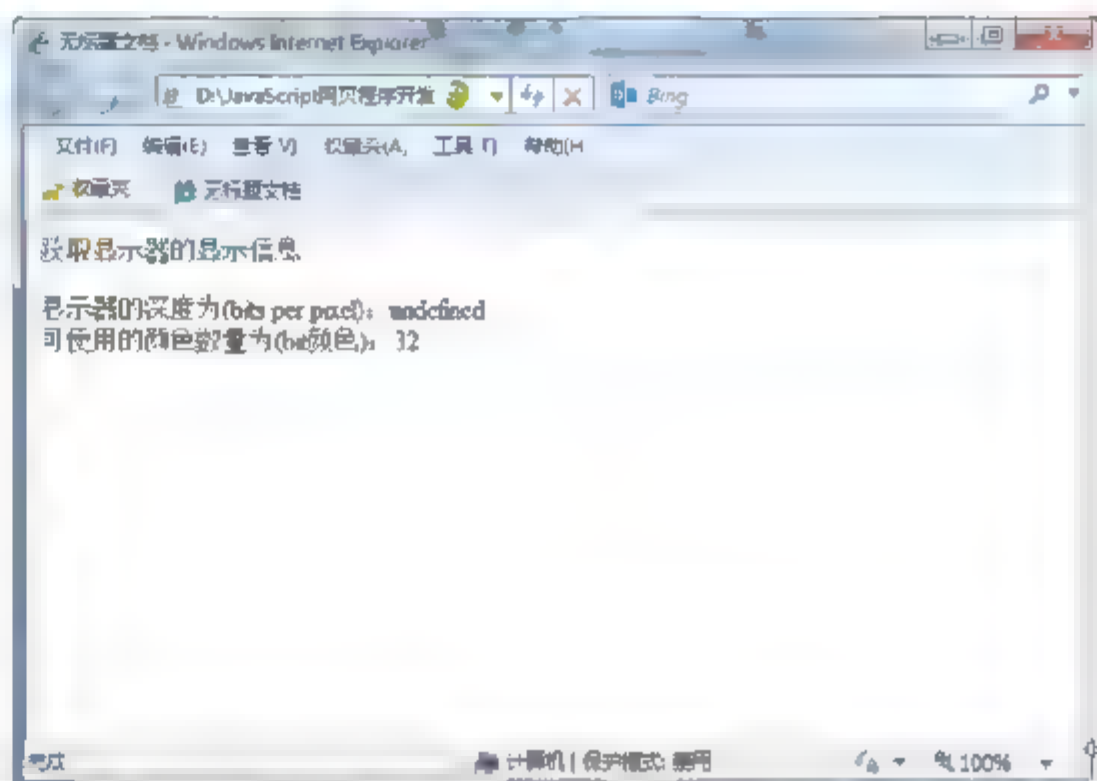 无标题文档 - Windows Internet Explorer
D:\JavaScript网页程序开发 Bing
文件(F) 编辑(E) 查看(V) 收藏夹(A) 工具(T) 帮助(H
收藏夹 无标题文档
获取显示器的显示信息
显示器的深度为(bits per pixel)：undefined
可使用的颜色数量为(bit颜色)：32
完成 计算机 | 保护模式: 禁用 100%